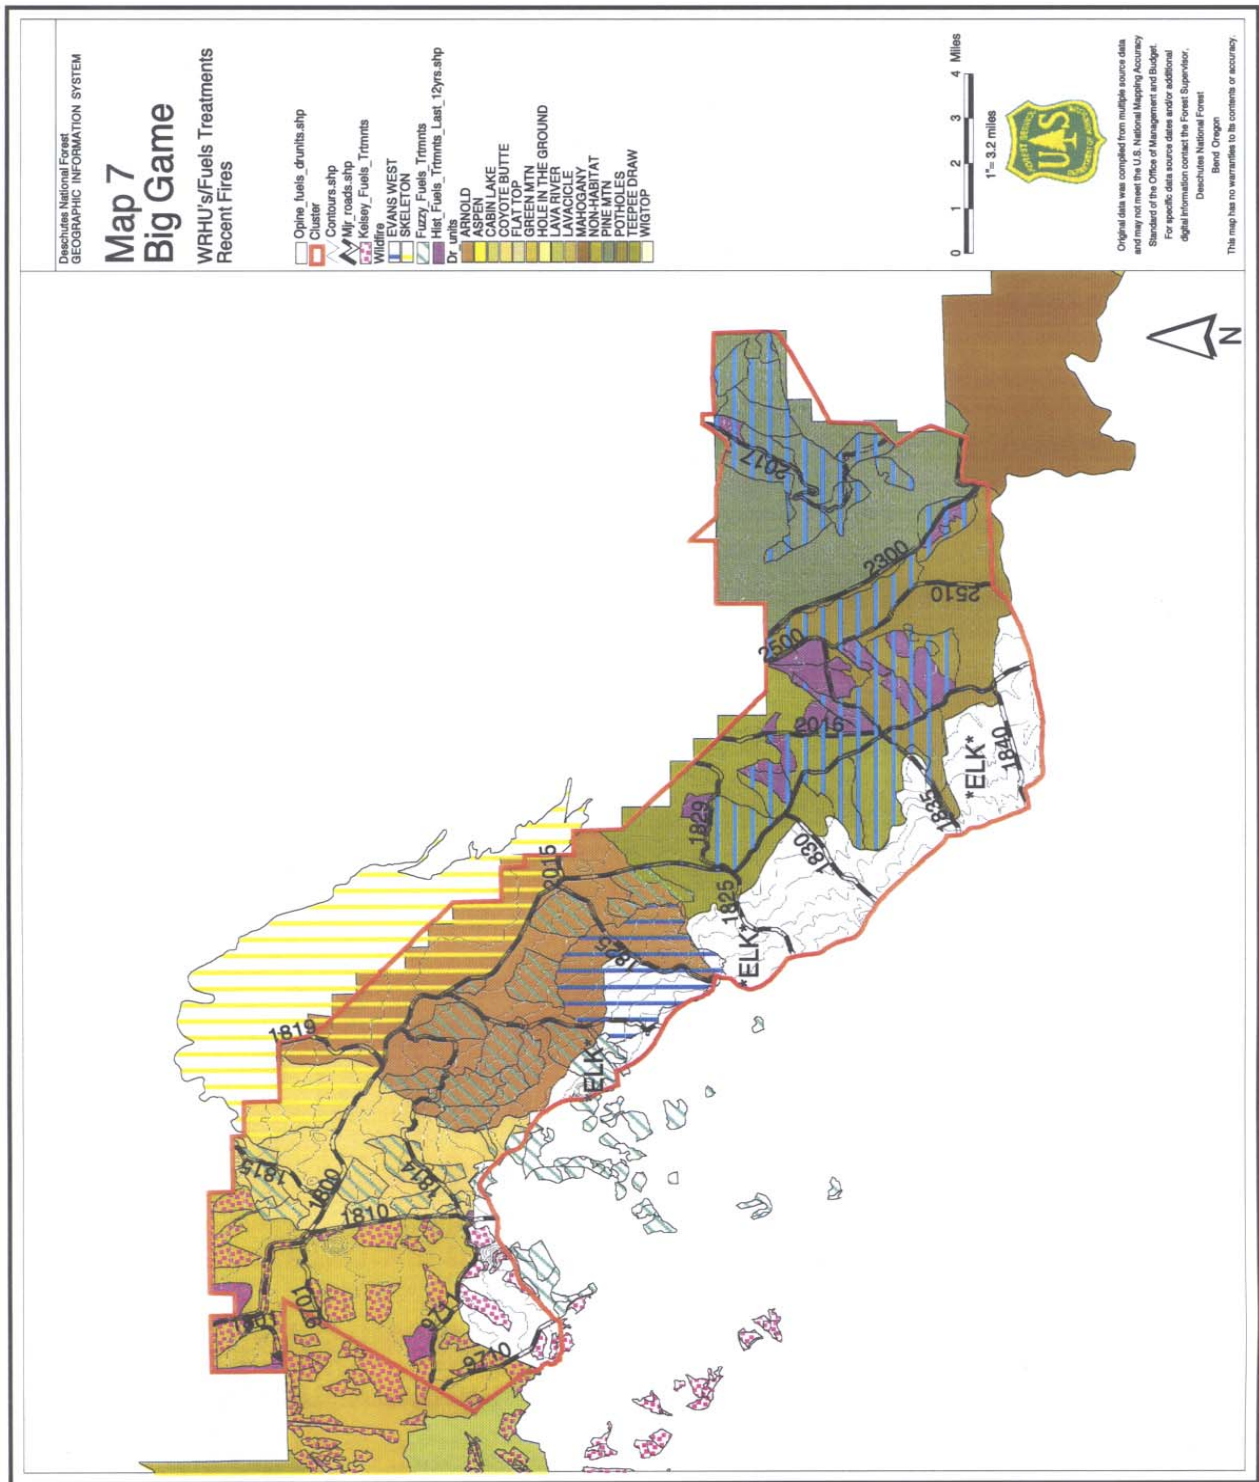 Deschutes National Forest
GEOGRAPHIC INFORMATION SYSTEM
Map 7
Big Game
WRHU's/Fuels Treatments
Recent Fires
Opine_fuels_drunits.shp
Cluster
Contours.shp
Mjr_roads.shp
Kelsey_Fuels_Trtmnts
Wildfire
EVANS WEST
SKELETON
Fuzzy_Fuels_Trtmnts
Hist_Fuels_Trtmnts_Last_12yrs.shp
Dr_units
ARNOLD
ASPEN
CABIN LAKE
COYOTE BUTTE
FLAT TOP
GREEN MTN
HOLE IN THE GROUND
LAVA RIVER
LAVACICLE
MAHOGANY
NON-HABITAT
PINE MTN
POTHOLES
TEEPEE DRAW
WIGTOP
0 1 2 3 4 Miles
1"= 3.2 miles
FOREST SERVICE
U S
DEPARTMENT OF AGRICULTURE
Original data was compiled from multiple source data
and may not meet the U.S. National Mapping Accuracy
Standard of the Office of Management and Budget.
For specific data source dates and/or additional
digital information contact the Forest Supervisor,
Deschutes National Forest
Bend Oregon
This map has no warranties to its contents or accuracy.
N
1819
1815
1800
1810
1814
9701
9711
9710
2015
1825
*ELK*
1825
*ELK*
1829
2016
1830
1835
*ELK*
1840
2500
2300
2510
2017